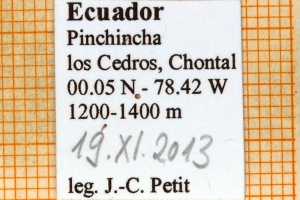 Ecuador
Pinchincha
los Cedros, Chontal
00.05 N - 78.42 W
1200-1400 m
19.XI.2013
leg. J.-C. Petit